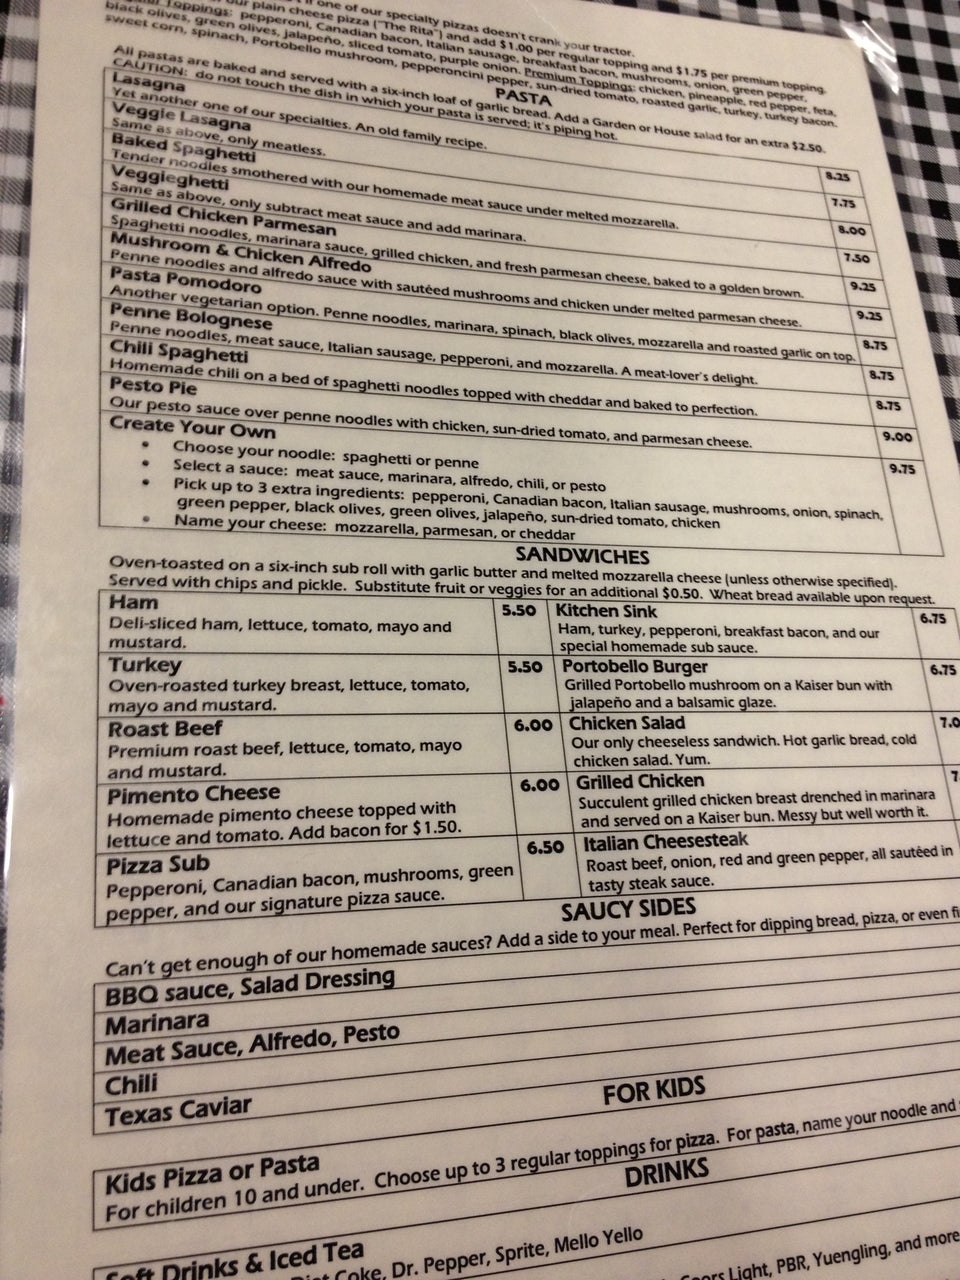 if one of our specialty pizzas doesn't crank your tractor.
our plain cheese pizza ("The Rita") and add $1.00 per regular topping and $1.75 per premium topping.
Toppings: pepperoni, Canadian bacon, Italian sausage, breakfast bacon, mushrooms, onion, green pepper,
black olives, green olives, jalapeño, sliced tomato, purple onion. Premium Toppings: chicken, pineapple, red pepper, feta,
sweet corn, spinach, Portobello mushroom, pepperoncini pepper, sun-dried tomato, roasted garlic, turkey, turkey bacon.
PASTA
All pastas are baked and served with a six-inch loaf of garlic bread. Add a Garden or House salad for an extra $2.50.
CAUTION: do not touch the dish in which your pasta is served; it's piping hot.
Lasagna 8.25
Yet another one of our specialties. An old family recipe.
Veggie Lasagna 7.75
Same as above, only meatless.
Baked Spaghetti 8.00
Tender noodles smothered with our homemade meat sauce under melted mozzarella.
Veggieghetti 7.50
Same as above, only subtract meat sauce and add marinara.
Grilled Chicken Parmesan 9.25
Spaghetti noodles, marinara sauce, grilled chicken, and fresh parmesan cheese, baked to a golden brown.
Mushroom & Chicken Alfredo 9.25
Penne noodles and alfredo sauce with sautéed mushrooms and chicken under melted parmesan cheese.
Pasta Pomodoro 8.75
Another vegetarian option. Penne noodles, marinara, spinach, black olives, mozzarella and roasted garlic on top.
Penne Bolognese 8.75
Penne noodles, meat sauce, Italian sausage, pepperoni, and mozzarella. A meat-lover's delight.
Chili Spaghetti 8.75
Homemade chili on a bed of spaghetti noodles topped with cheddar and baked to perfection.
Pesto Pie 9.00
Our pesto sauce over penne noodles with chicken, sun-dried tomato, and parmesan cheese.
Create Your Own 9.75
• Choose your noodle: spaghetti or penne
• Select a sauce: meat sauce, marinara, alfredo, chili, or pesto
• Pick up to 3 extra ingredients: pepperoni, Canadian bacon, Italian sausage, mushrooms, onion, spinach,
green pepper, black olives, green olives, jalapeño, sun-dried tomato, chicken
• Name your cheese: mozzarella, parmesan, or cheddar
SANDWICHES
Oven-toasted on a six-inch sub roll with garlic butter and melted mozzarella cheese (unless otherwise specified).
Served with chips and pickle. Substitute fruit or veggies for an additional $0.50. Wheat bread available upon request.
Ham 5.50
Deli-sliced ham, lettuce, tomato, mayo and
mustard.
Kitchen Sink 6.75
Ham, turkey, pepperoni, breakfast bacon, and our
special homemade sub sauce.
Turkey 5.50
Oven-roasted turkey breast, lettuce, tomato,
mayo and mustard.
Portobello Burger 6.75
Grilled Portobello mushroom on a Kaiser bun with
jalapeño and a balsamic glaze.
Roast Beef 6.00
Premium roast beef, lettuce, tomato, mayo
and mustard.
Chicken Salad 7.0
Our only cheeseless sandwich. Hot garlic bread, cold
chicken salad. Yum.
Pimento Cheese 6.00
Homemade pimento cheese topped with
lettuce and tomato. Add bacon for $1.50.
Grilled Chicken 7
Succulent grilled chicken breast drenched in marinara
and served on a Kaiser bun. Messy but well worth it.
Pizza Sub 6.50
Pepperoni, Canadian bacon, mushrooms, green
pepper, and our signature pizza sauce.
Italian Cheesesteak
Roast beef, onion, red and green pepper, all sautéed in
tasty steak sauce.
SAUCY SIDES
Can't get enough of our homemade sauces? Add a side to your meal. Perfect for dipping bread, pizza, or even fi
BBQ sauce, Salad Dressing
Marinara
Meat Sauce, Alfredo, Pesto
Chili
Texas Caviar
FOR KIDS
Kids Pizza or Pasta
For children 10 and under. Choose up to 3 regular toppings for pizza. For pasta, name your noodle and
DRINKS
Soft Drinks & Iced Tea
Diet Coke, Dr. Pepper, Sprite, Mello Yello
Coors Light, PBR, Yuengling, and more